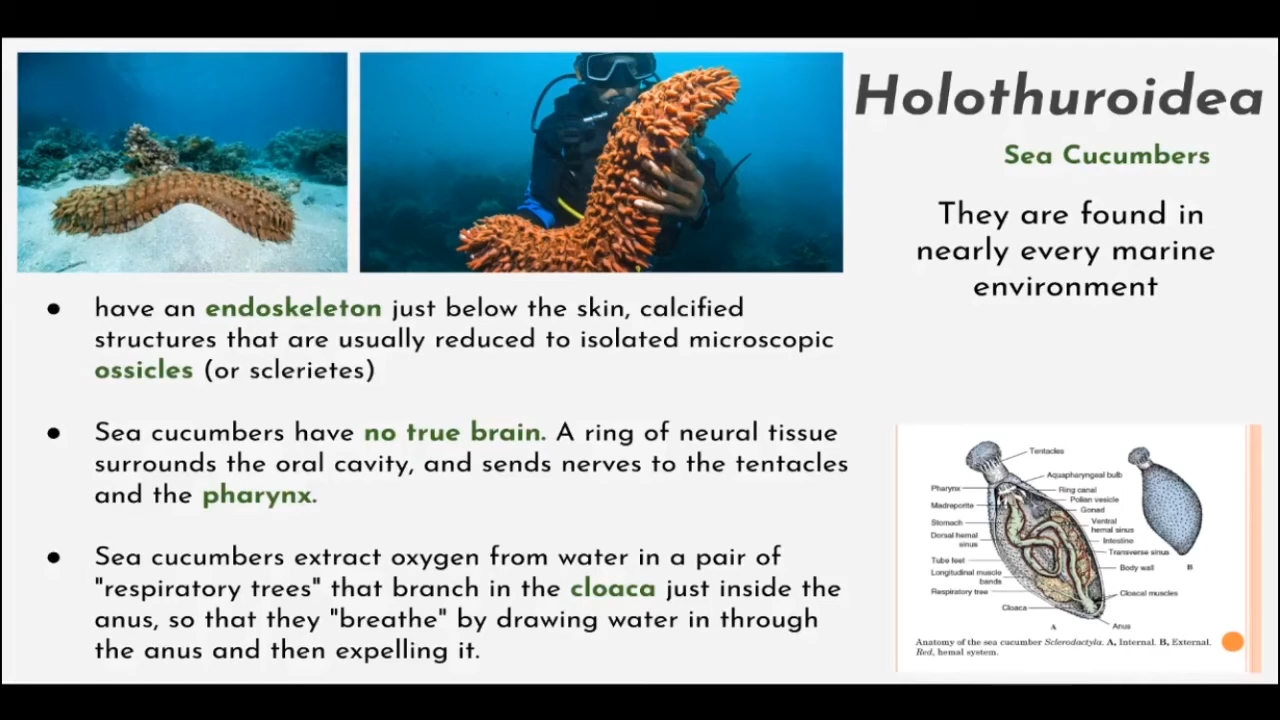 Holothuroidea
Sea Cucumbers
They are found in
nearly every marine
environment
● have an endoskeleton just below the skin, calcified
structures that are usually reduced to isolated microscopic
ossicles (or sclerietes)
● Sea cucumbers have no true brain. A ring of neural tissue
surrounds the oral cavity, and sends nerves to the tentacles
and the pharynx.
● Sea cucumbers extract oxygen from water in a pair of
"respiratory trees" that branch in the cloaca just inside the
anus, so that they "breathe" by drawing water in through
the anus and then expelling it.
Tentacles
Aquapharyngeal bulb
Pharynx
Ring canal
Polian vesicle
Madreporite
Gonad
Stomach
Ventral
hemal sinus
Dorsal hemal
sinus
Intestine
Transverse sinus
Tube feet
Body wall
B
Longitudinal muscle
bands
Respiratory tree
Cloacal muscles
Cloaca
A
Anus
Anatomy of the sea cucumber Sclerodactyla. A, Internal. B, External.
Red, hemal system.